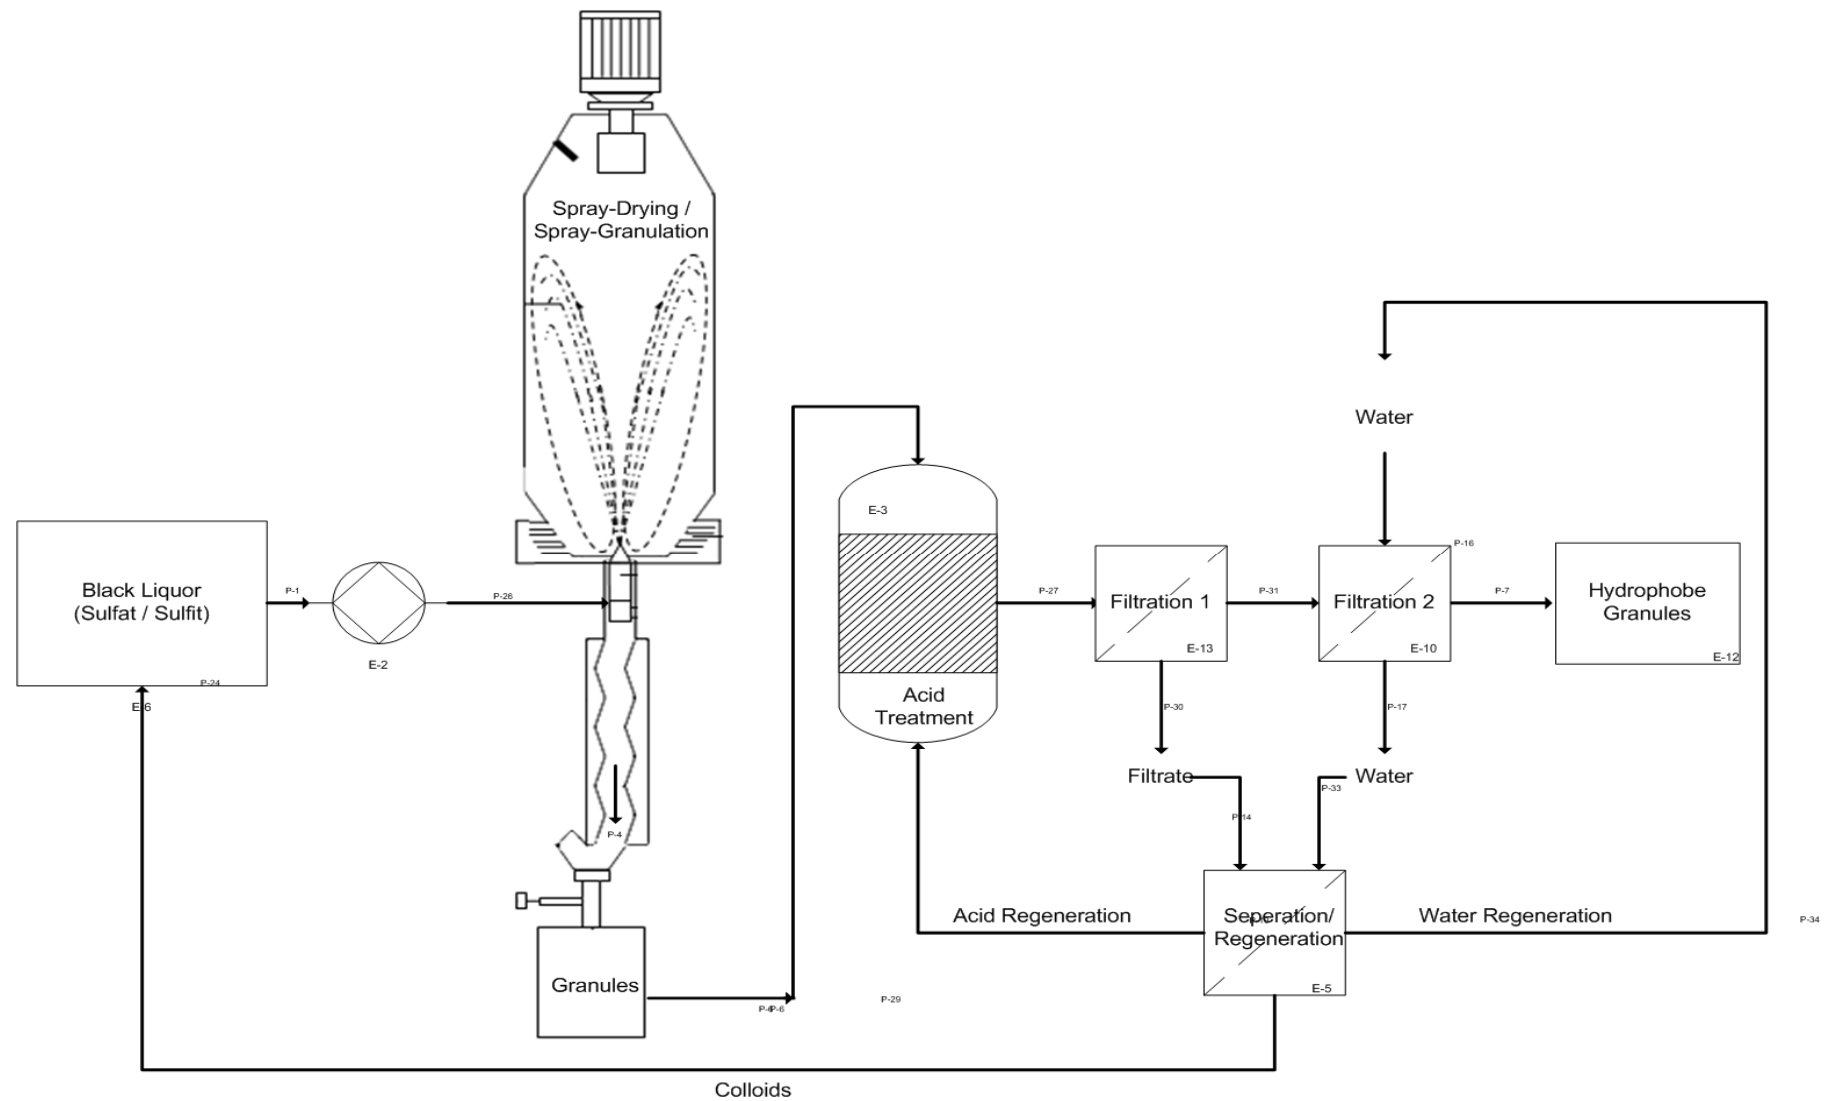 Spray-Drying /
Spray-Granulation
Water
E-3
P-16
Black Liquor
(Sulfat / Sulfit)
P-1
P-26
P-27
Filtration 1
P-31
Filtration 2
P-7
Hydrophobe
Granules
E-13
E-10
E-12
E-2
P-24
E-6
Acid
Treatment
P-30
P-17
Filtrate
Water
P-33
P-14
P-4
Acid Regeneration
Seperation/
Regeneration
Water Regeneration
P-34
Granules
E-5
P-29
P-6
P-6
Colloids